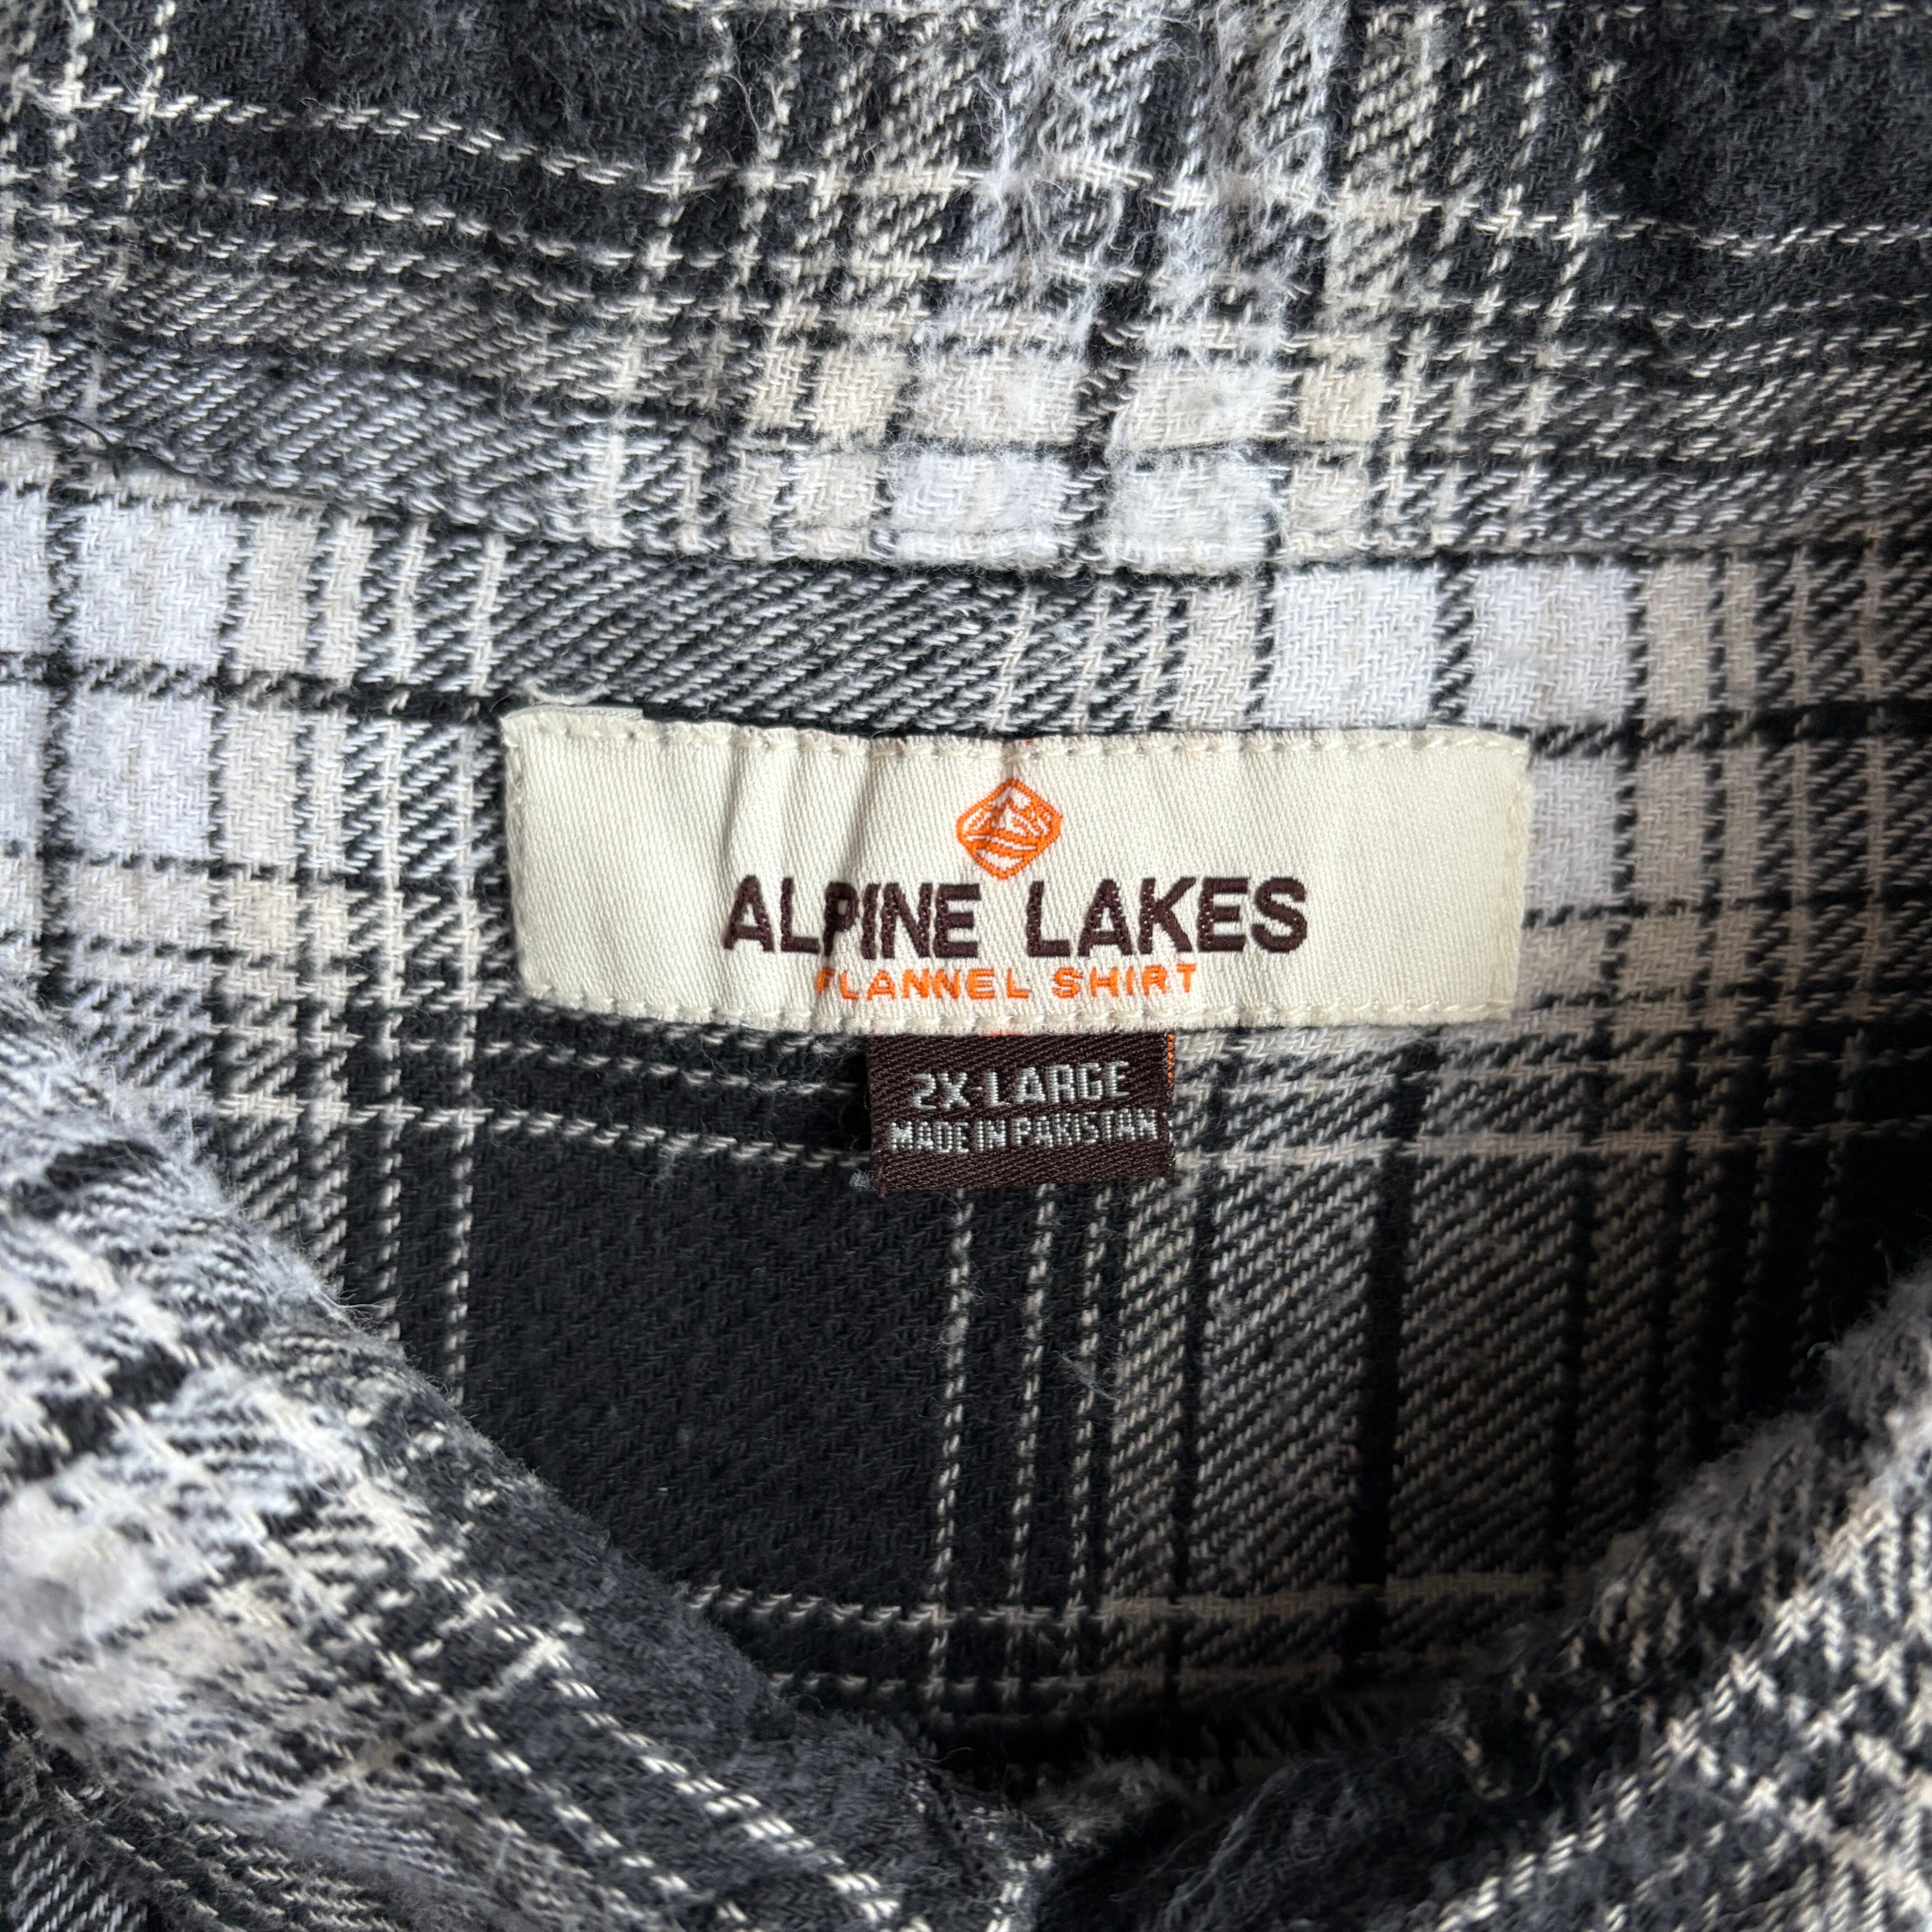 ALPINE LAKES
FLANNEL SHIRT
2X-LARGE
MADE IN PAKISTAN